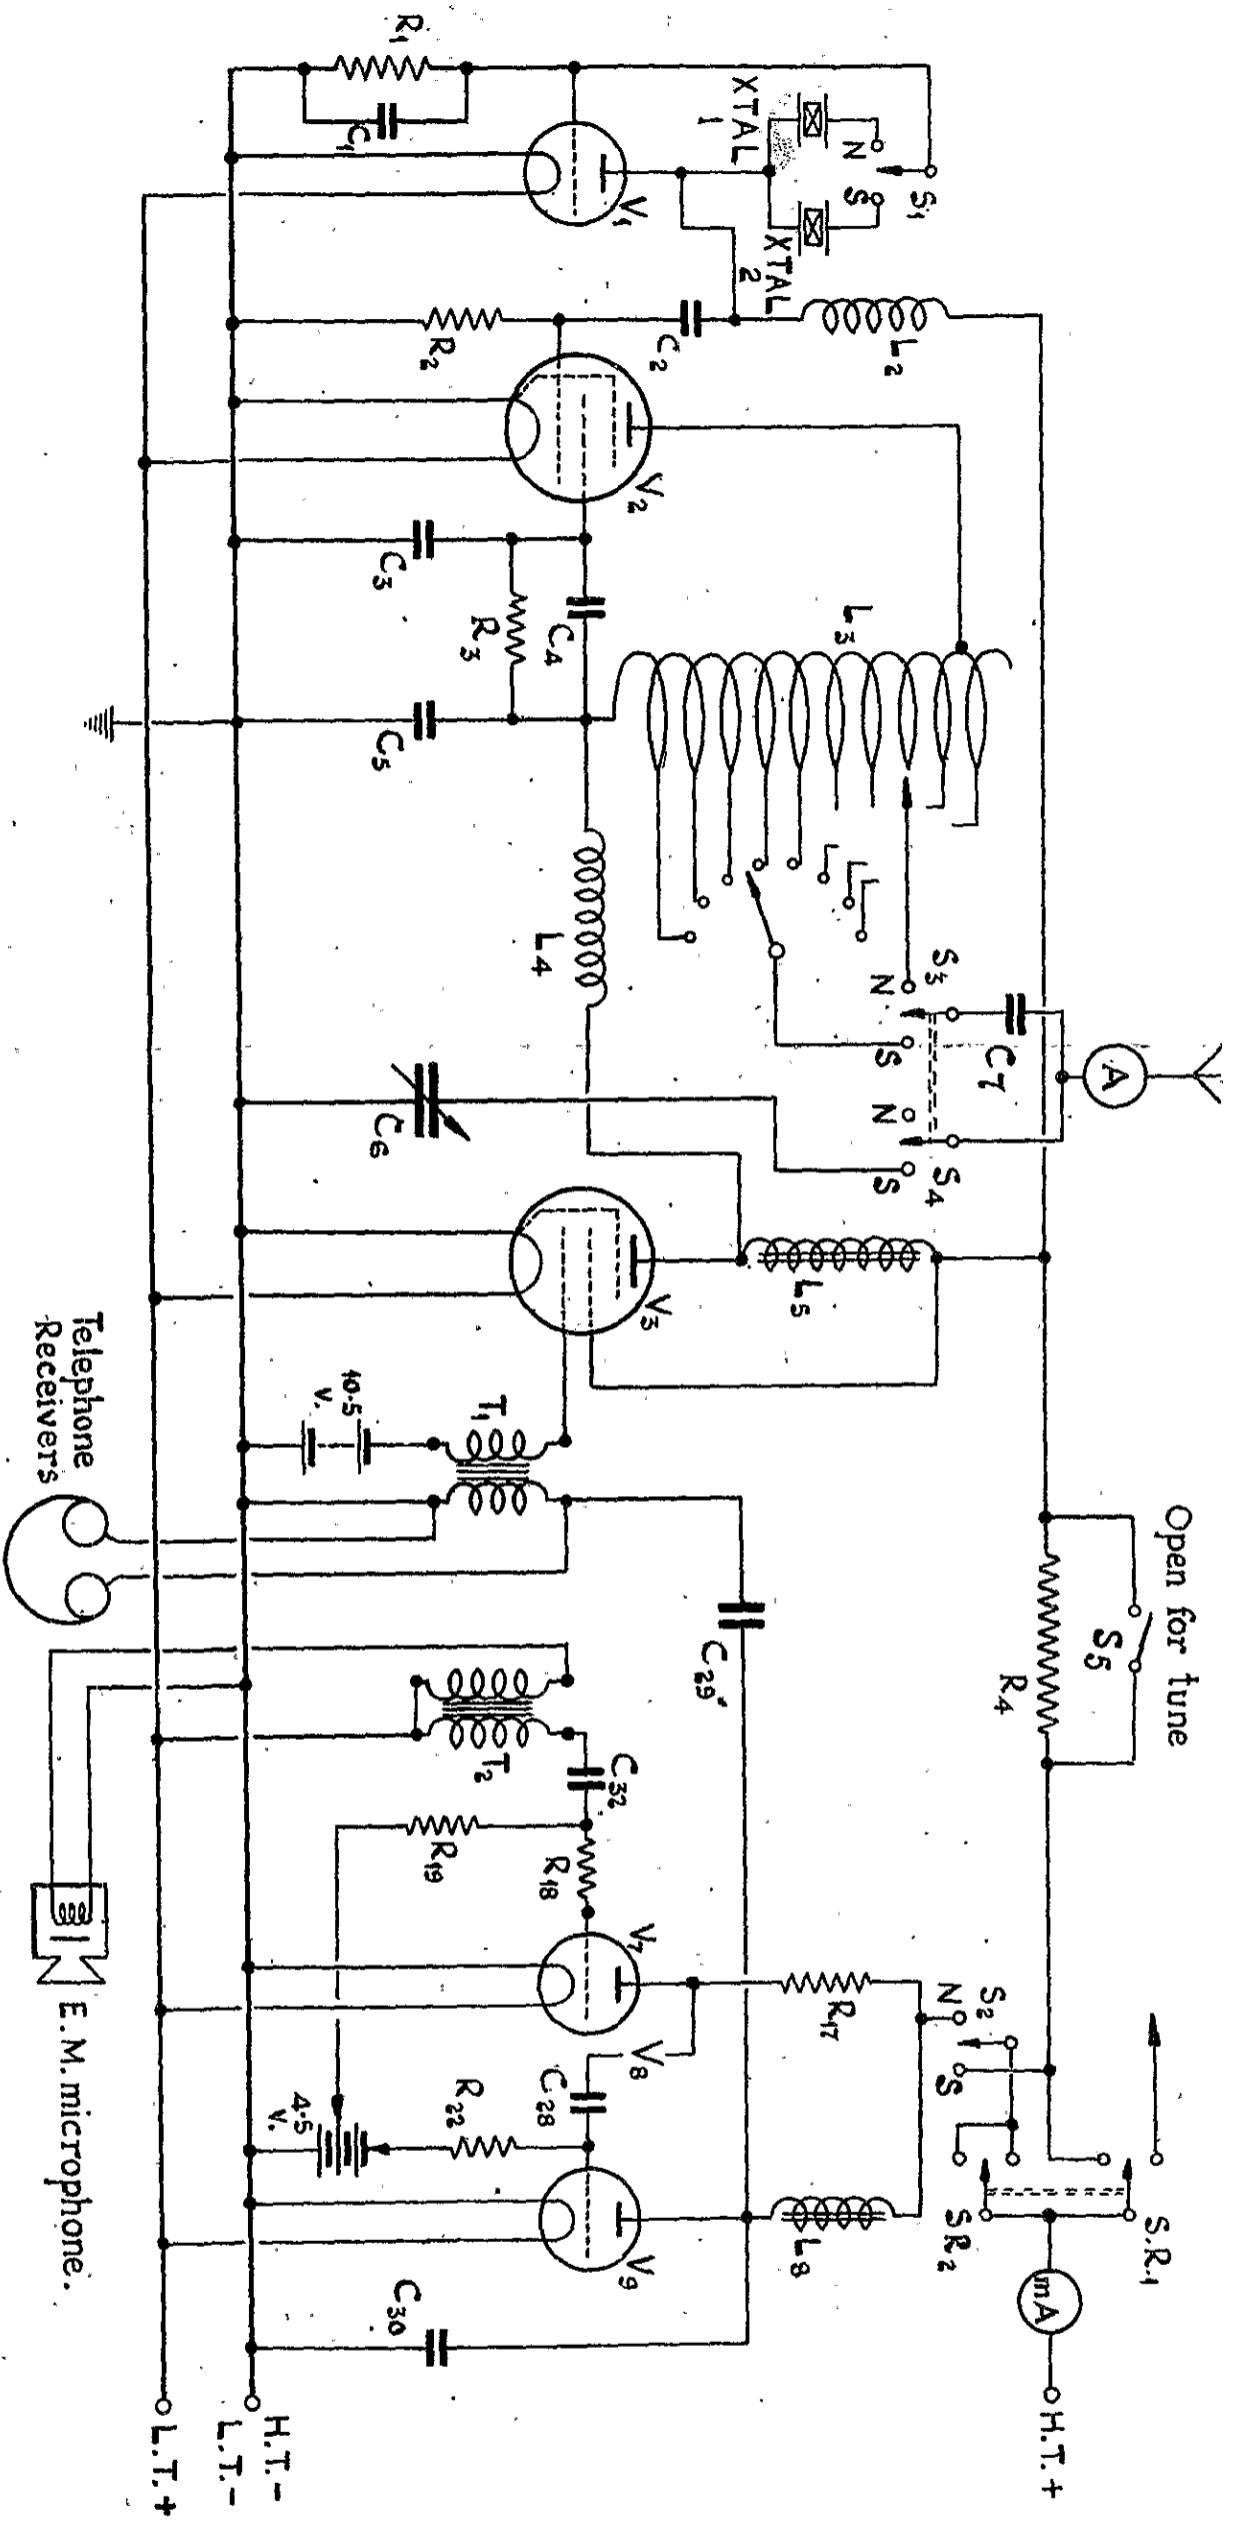 Open for tune
S5
R4
A
C7
S3
N
S
S4
N
S
S2
N
S
S.R.1
S.R.2
mA
H.T.+
S1
N
S
XTAL
1
XTAL
2
L2
L3
L5
L8
R17
C2
V1
V2
V3
V7
V8
V9
C4
R3
L4
C29
C32
R18
C28
R1
C1
R2
C3
C5
C6
T1
T2
10.5
V.
R19
R22
4.5
V.
C30
H.T.-
L.T.-
L.T.+
Telephone
Receivers
E.M. microphone.